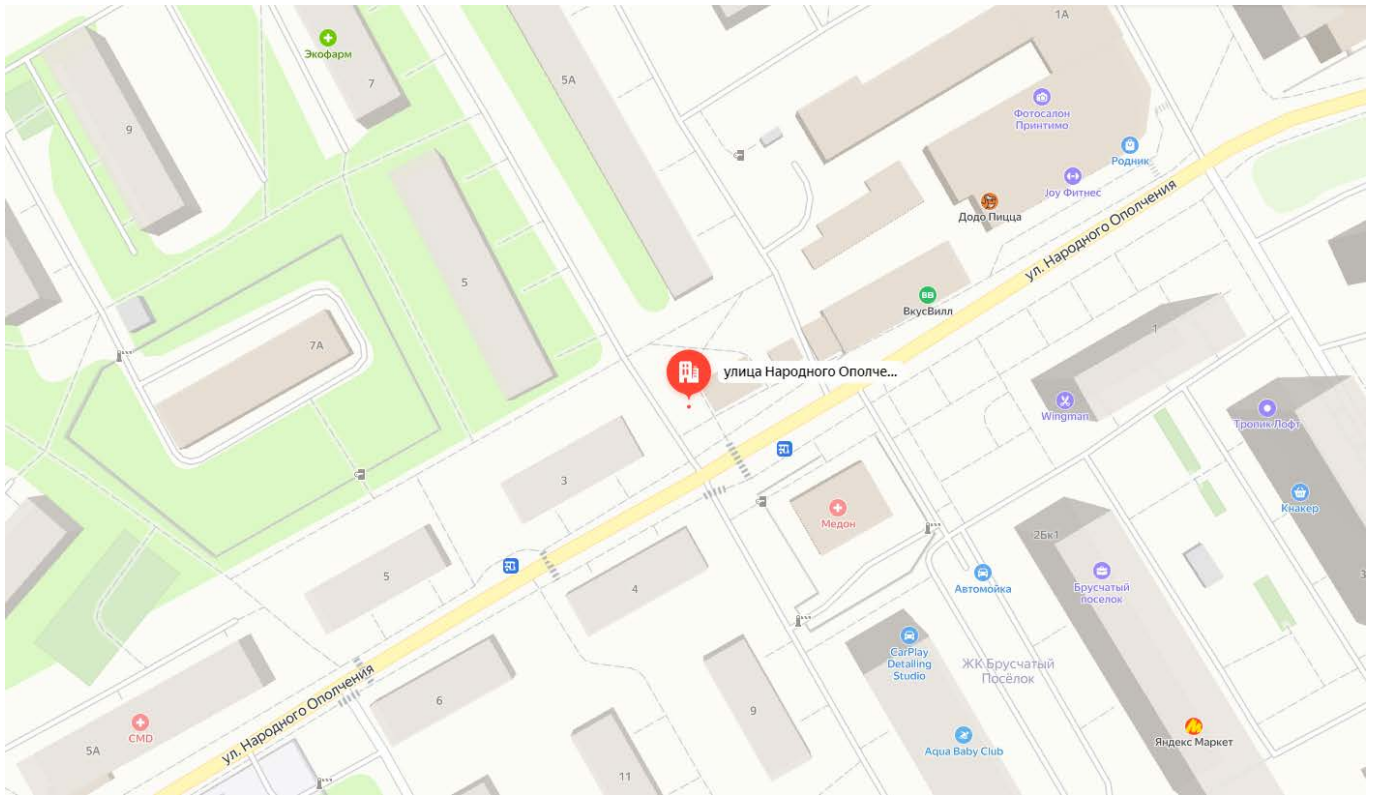 1А
Экофарм
7
5А
9
Фотосалон
Принтимо
Родник
Joy Фитнес
Додо Пицца
ул. Народного Ополчения
5
ВВ
ВкусВилл
7А
1
улица Народного Ополче...
Wingman
Тропик Лофт
3
Кнакер
Медон
2Бк1
5
4
Автомойка
Брусчатый
поселок
CarPlay
Detailing
Studio
ЖК Брусчатый
Посёлок
ул. Народного Ополчения
6
9
CMD
5А
Aqua Baby Club
Яндекс Маркет
11